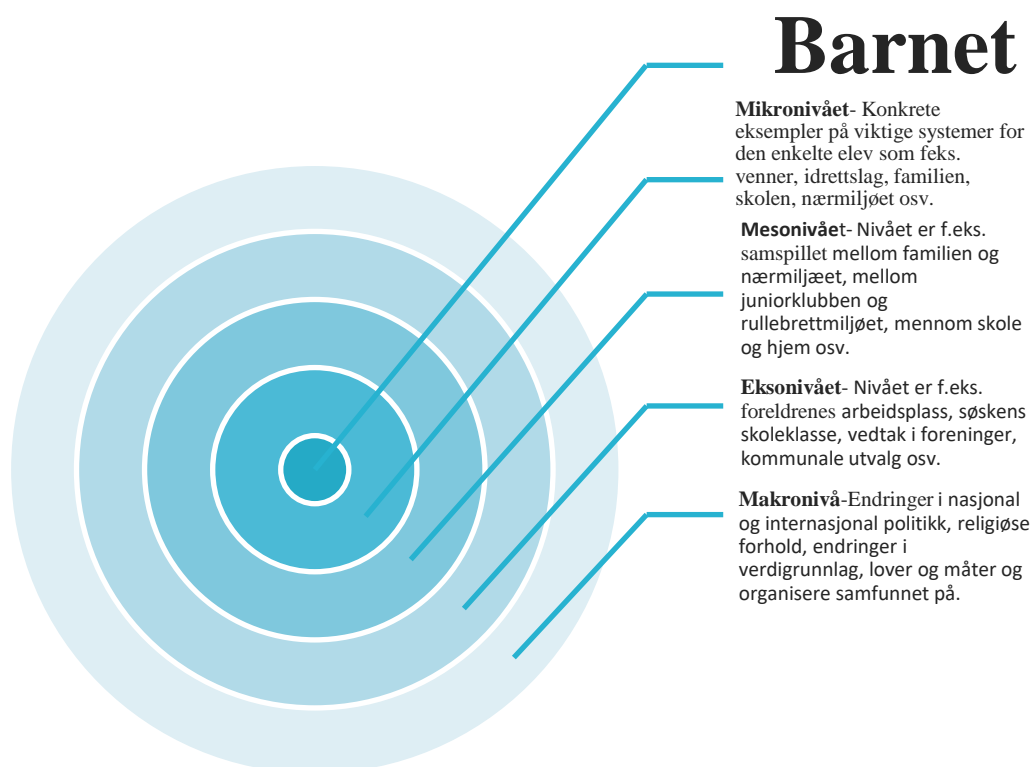 Barnet
Mikronivået- Konkrete
eksempler på viktige systemer for
den enkelte elev som feks.
venner, idrettslag, familien,
skolen, nærmiljøet osv.
Mesonivået- Nivået er f.eks.
samspillet mellom familien og
nærmiljæet, mellom
juniorklubben og
rullebrettmiljøet, mennom skole
og hjem osv.
Eksonivået- Nivået er f.eks.
foreldrenes arbeidsplass, søskens
skoleklasse, vedtak i foreninger,
kommunale utvalg osv.
Makronivå-Endringer i nasjonal
og internasjonal politikk, religiøse
forhold, endringer i
verdigrunnlag, lover og måter og
organisere samfunnet på.